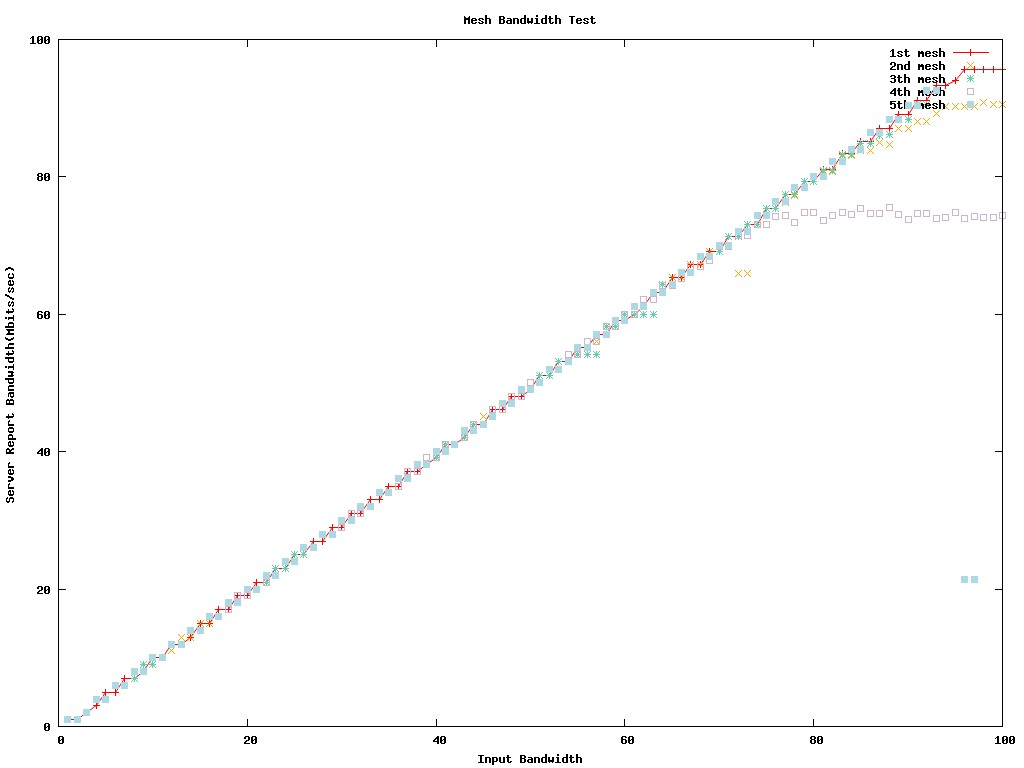 Mesh Bandwidth Test
100
80
60
40
20
0
0 20 40 60 80 100
Server Report Bandwidth(Mbits/sec)
Input Bandwidth
1st mesh
2nd mesh
3th mesh
4th mesh
5th mesh